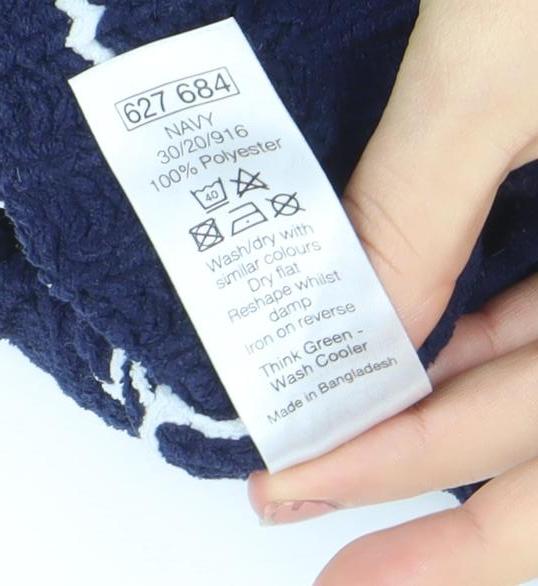 627 684
NAVY
30/20/916
100% Polyester
40
Wash/dry with
similar colours
Dry flat
Reshape whilst
damp
Iron on reverse
Think Green -
Wash Cooler
Made in Bangladesh